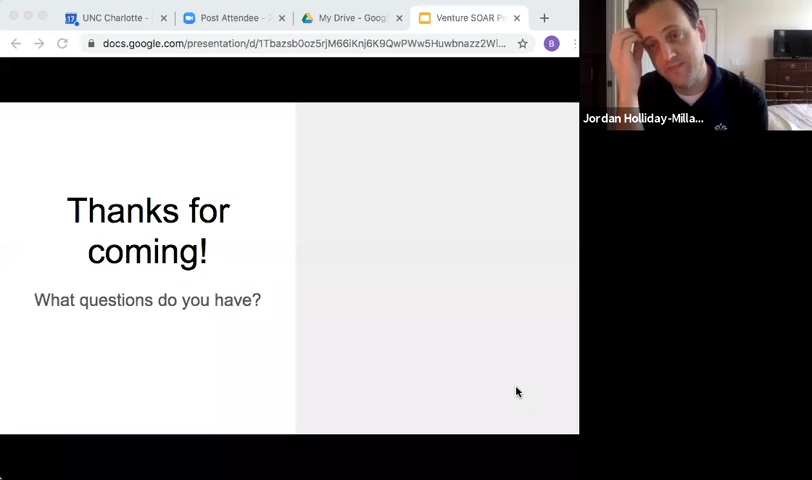 UNC Charlotte -
Post Attendee -
My Drive - Goog
Venture SOAR P
docs.google.com/presentation/d/1Tbazsb0oz5rjM66iKnj6K9QwPWw5Huwbnazz2Wi...
B
Jordan Holliday-Milla...
Thanks for
coming!
What questions do you have?